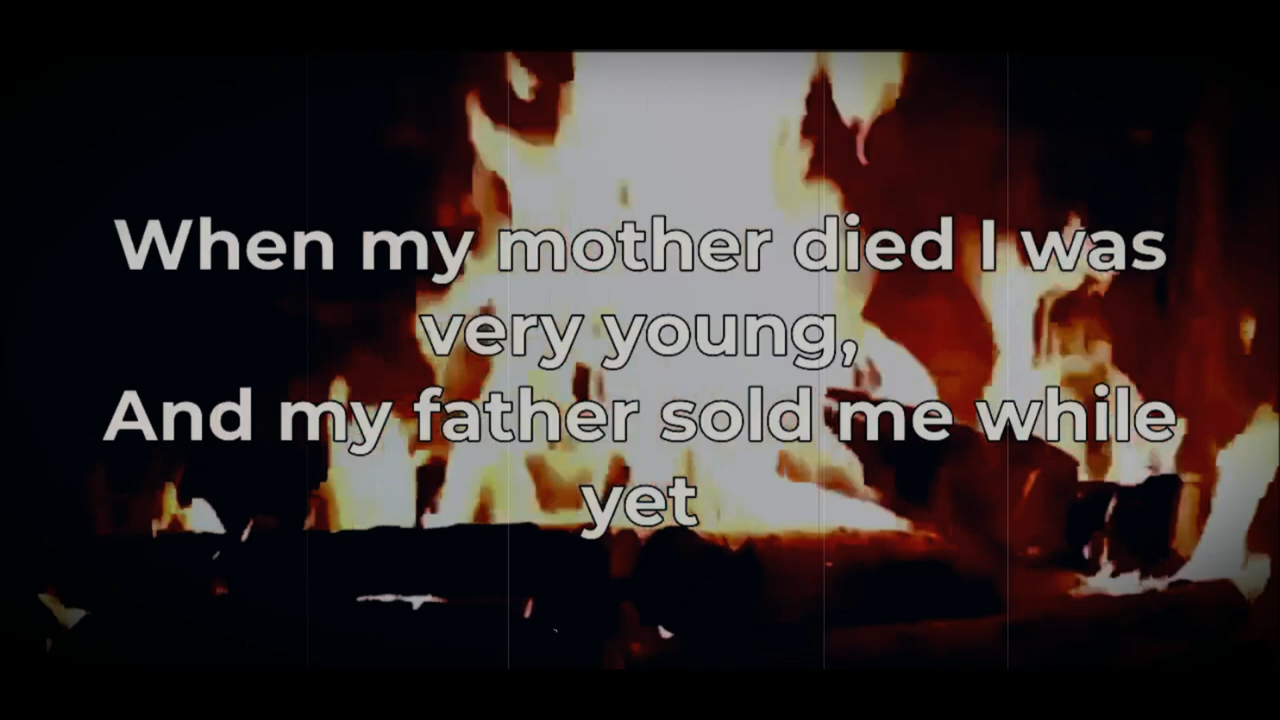 When my mother died I was
very young,
And my father sold me while
yet